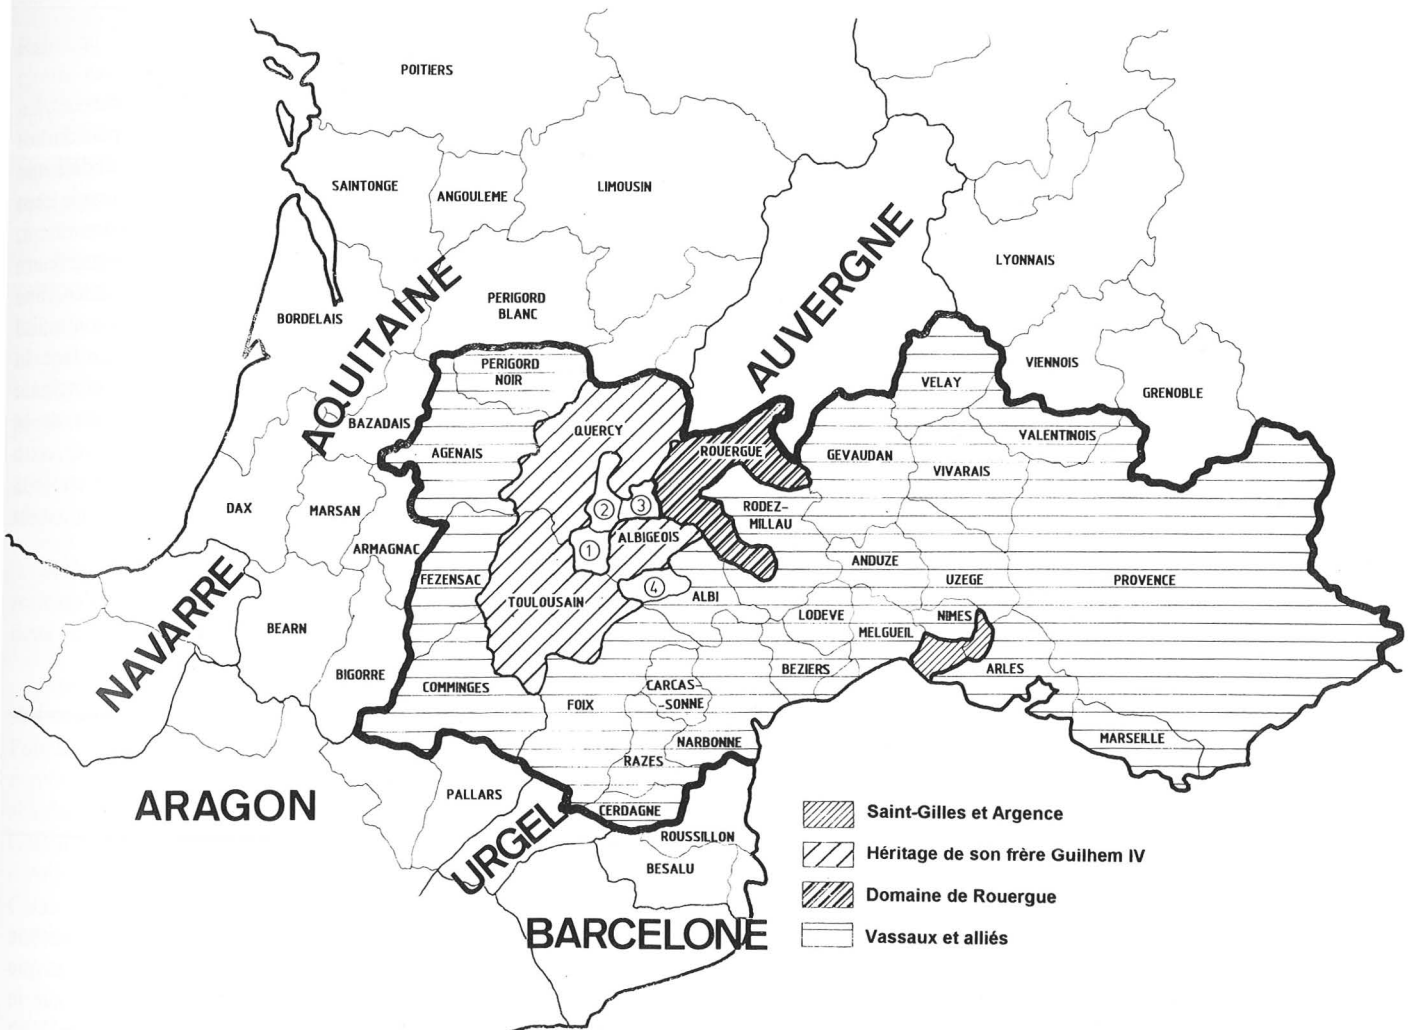 POITIERS
SAINTONGE
ANGOULEME
LIMOUSIN
LYONNAIS
AUVERGNE
AQUITAINE
BORDELAIS
PERIGORD
BLANC
PERIGORD
NOIR
VIENNOIS
GRENOBLE
VELAY
BAZADAIS
QUERCY
VALENTINOIS
AGENAIS
ROUERGUE
GEVAUDAN
VIVARAIS
DAX
MARSAN
2
3
RODEZ-
MILLAU
ARMAGNAC
1
ALBIGEOIS
FEZENSAC
ANDUZE
UZEGE
PROVENCE
NAVARRE
TOULOUSAIN
4
ALBI
BEARN
LODEVE
NIMES
MELGUEIL
BIGORRE
COMMINGES
FOIX
CARCAS-
-SONNE
BEZIERS
ARLES
NARBONNE
MARSEILLE
RAZES
ARAGON
PALLARS
URGEL
CERDAGNE
ROUSSILLON
BESALU
BARCELONE
Saint-Gilles et Argence
Héritage de son frère Guilhem IV
Domaine de Rouergue
Vassaux et alliés